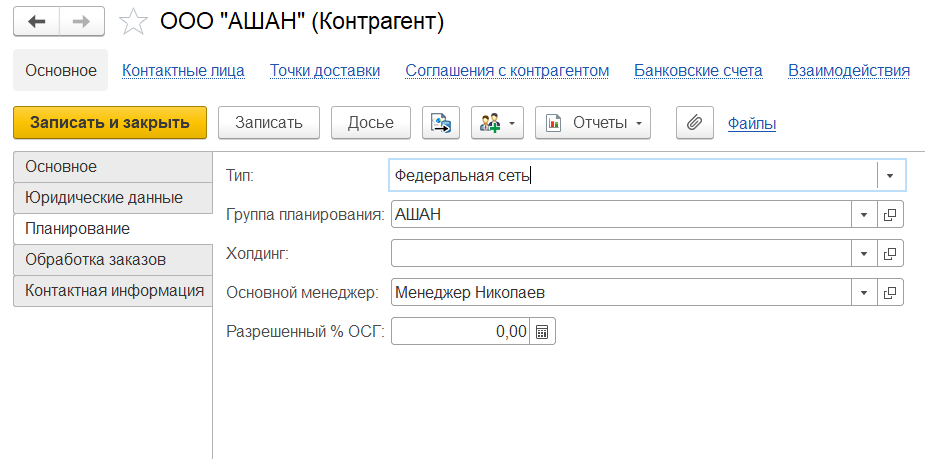 ООО "АШАН" (Контрагент)
Основное Контактные лица Точки доставки Соглашения с контрагентом Банковские счета Взаимодействия
Записать и закрыть Записать Досье Отчеты Файлы
Основное
Юридические данные
Планирование
Обработка заказов
Контактная информация
Тип: Федеральная сеть
Группа планирования: АШАН
Холдинг:
Основной менеджер: Менеджер Николаев
Разрешенный % ОСГ: 0,00